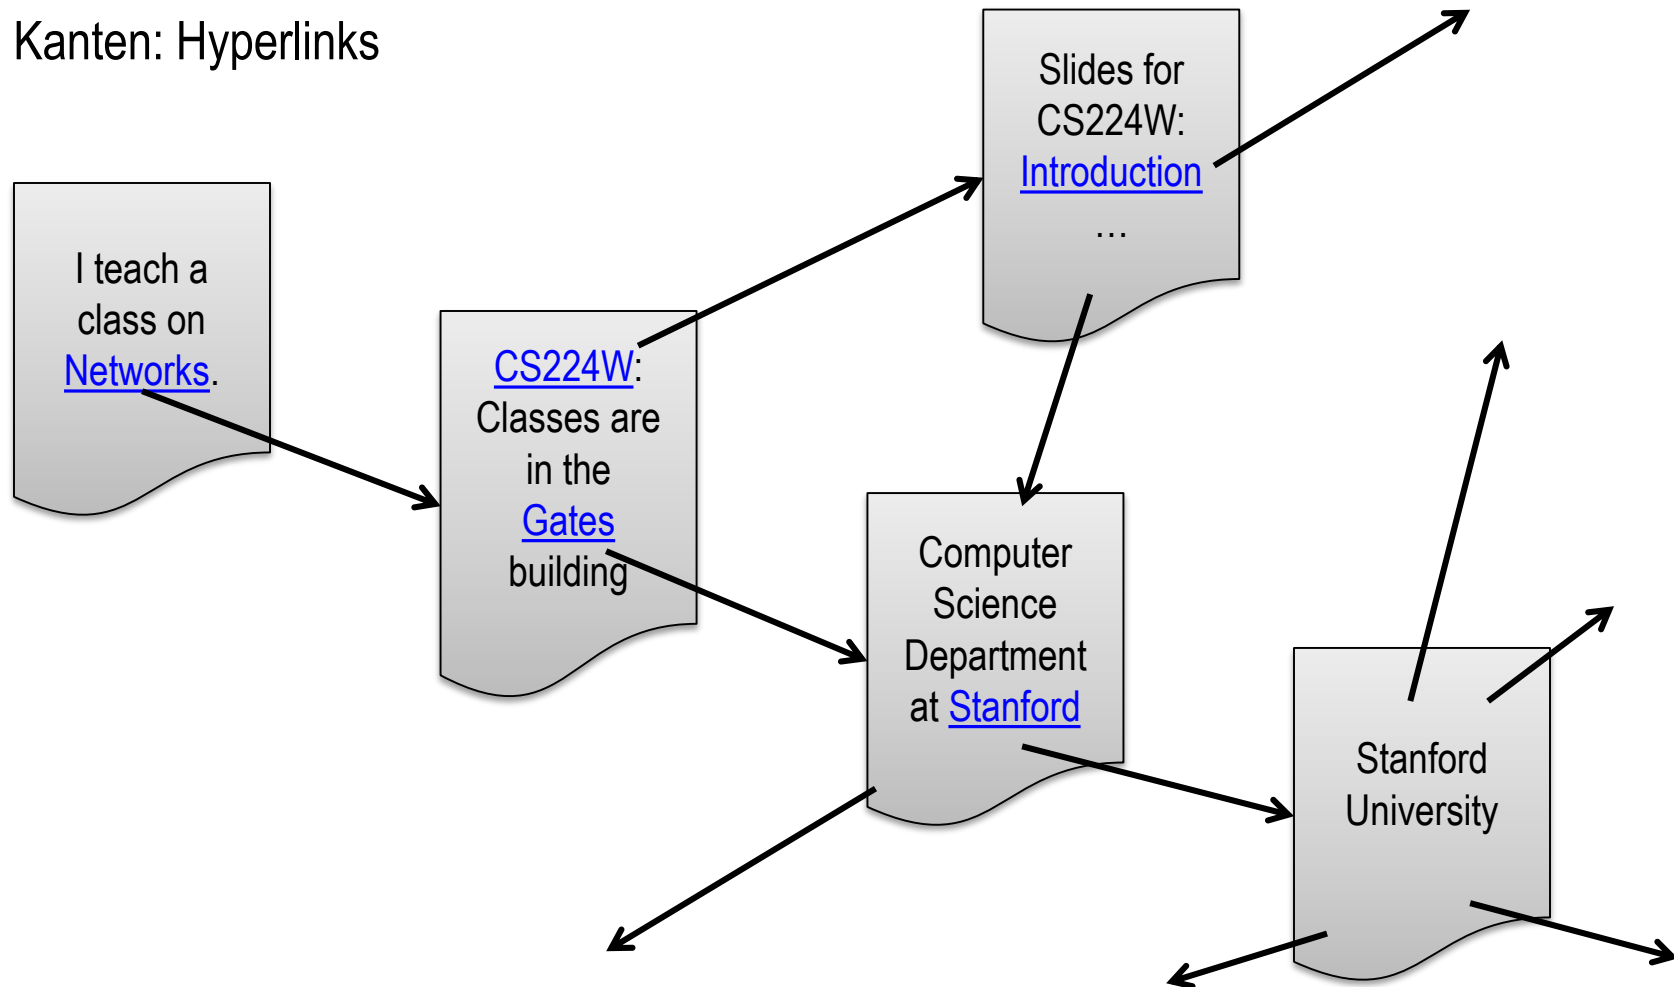 Kanten: Hyperlinks
I teach a
class on
Networks.
CS224W:
Classes are
in the
Gates
building
Slides for
CS224W:
Introduction
…
Computer
Science
Department
at Stanford
Stanford
University